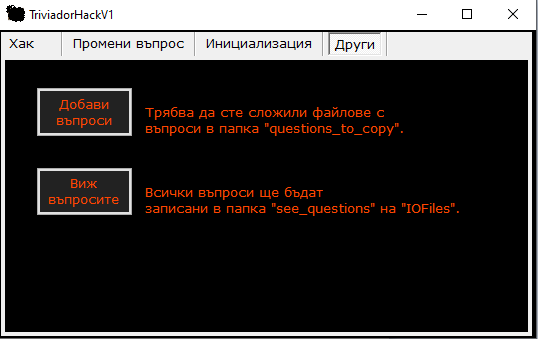 TriviadorHackV1
Хак Промени въпрос Инициализация Други
Добави
въпроси
Трябва да сте сложили файлове с
въпроси в папка "questions_to_copy".
Виж
въпросите
Всички въпроси ще бъдат
записани в папка "see_questions" на "IOFiles".